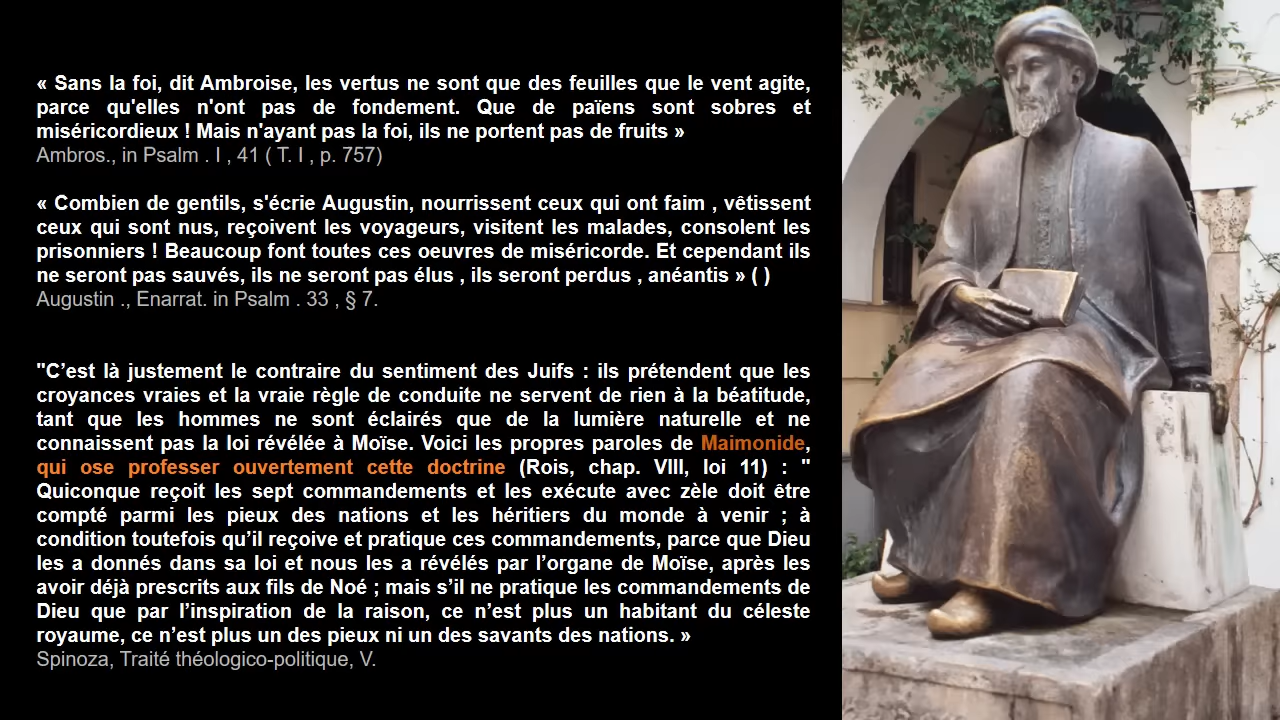 « Sans la foi, dit Ambroise, les vertus ne sont que des feuilles que le vent agite,
parce qu'elles n'ont pas de fondement. Que de païens sont sobres et
miséricordieux ! Mais n'ayant pas la foi, ils ne portent pas de fruits »
Ambros., in Psalm . I , 41 ( T. I , p. 757)
« Combien de gentils, s'écrie Augustin, nourrissent ceux qui ont faim , vêtissent
ceux qui sont nus, reçoivent les voyageurs, visitent les malades, consolent les
prisonniers ! Beaucoup font toutes ces oeuvres de miséricorde. Et cependant ils
ne seront pas sauvés, ils ne seront pas élus , ils seront perdus , anéantis » ( )
Augustin ., Enarrat. in Psalm . 33 , § 7.
"C’est là justement le contraire du sentiment des Juifs : ils prétendent que les
croyances vraies et la vraie règle de conduite ne servent de rien à la béatitude,
tant que les hommes ne sont éclairés que de la lumière naturelle et ne
connaissent pas la loi révélée à Moïse. Voici les propres paroles de Maimonide,
qui ose professer ouvertement cette doctrine (Rois, chap. VIII, loi 11) : "
Quiconque reçoit les sept commandements et les exécute avec zèle doit être
compté parmi les pieux des nations et les héritiers du monde à venir ; à
condition toutefois qu’il reçoive et pratique ces commandements, parce que Dieu
les a donnés dans sa loi et nous les a révélés par l’organe de Moïse, après les
avoir déjà prescrits aux fils de Noé ; mais s’il ne pratique les commandements de
Dieu que par l’inspiration de la raison, ce n’est plus un habitant du céleste
royaume, ce n’est plus un des pieux ni un des savants des nations. »
Spinoza, Traité théologico-politique, V.